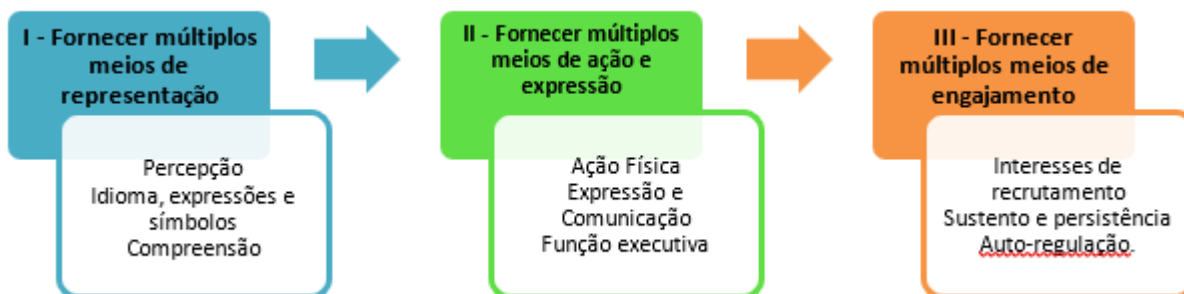 I - Fornecer múltiplos
meios de
representação
Percepção
Idioma, expressões e
símbolos
Compreensão
II - Fornecer múltiplos
meios de ação e
expressão
Ação Física
Expressão e
Comunicação
Função executiva
III - Fornecer
múltiplos meios de
engajamento
Interesses de
recrutamento
Sustento e persistência
Auto-regulação.